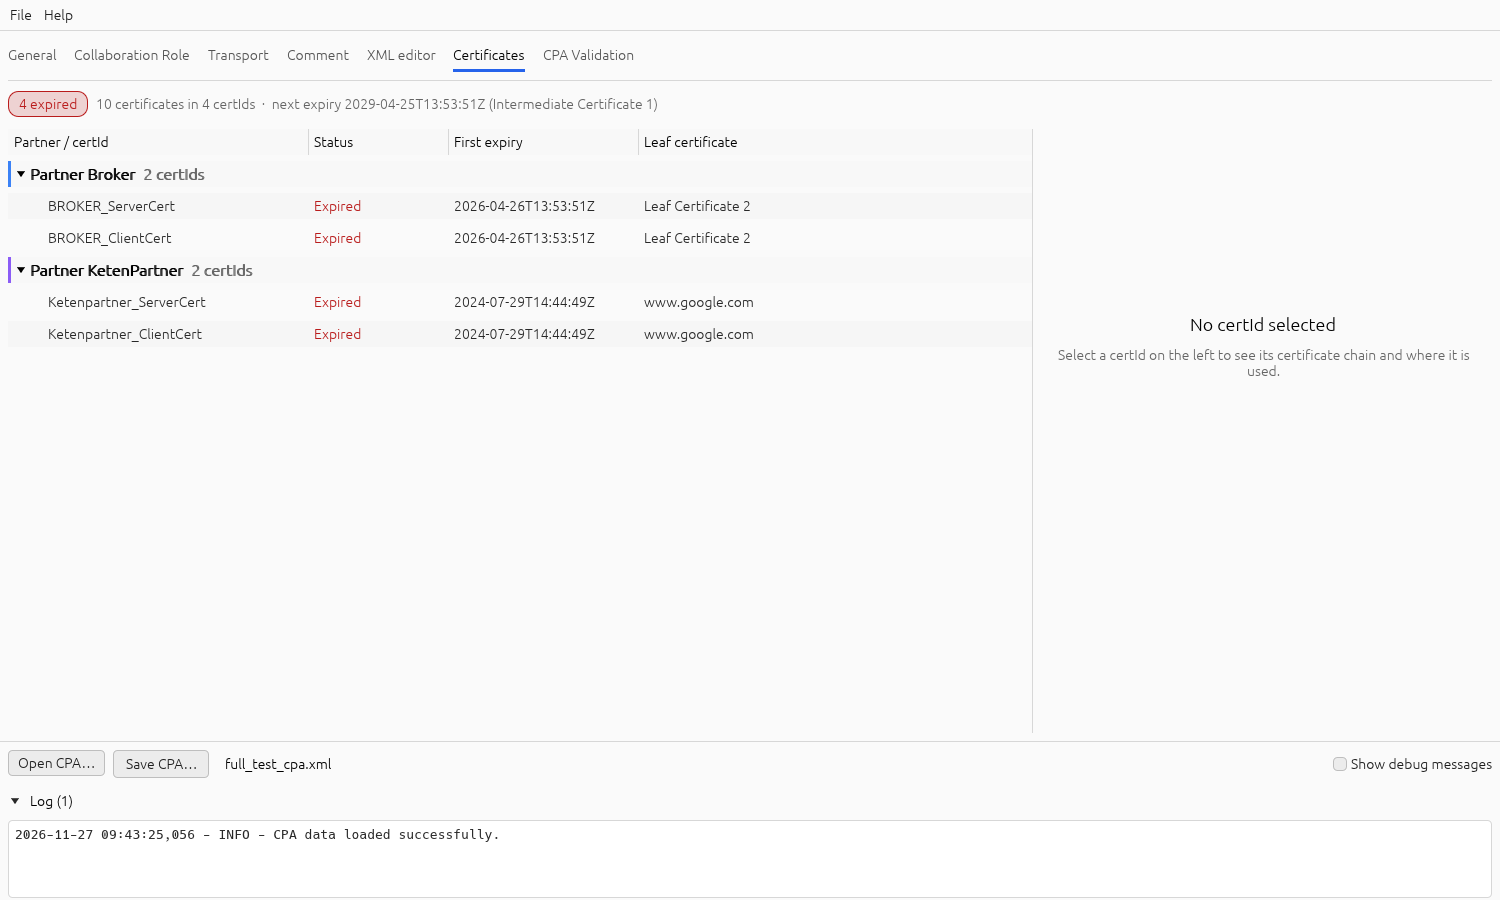 File Help
General Collaboration Role Transport Comment XML editor Certificates CPA Validation
4 expired 10 certificates in 4 certIds · next expiry 2029-04-25T13:53:51Z (Intermediate Certificate 1)
Partner / certId Status First expiry Leaf certificate
Partner Broker 2 certIds
BROKER_ServerCert Expired 2026-04-26T13:53:51Z Leaf Certificate 2
BROKER_ClientCert Expired 2026-04-26T13:53:51Z Leaf Certificate 2
Partner KetenPartner 2 certIds
Ketenpartner_ServerCert Expired 2024-07-29T14:44:49Z www.google.com
Ketenpartner_ClientCert Expired 2024-07-29T14:44:49Z www.google.com
No certId selected
Select a certId on the left to see its certificate chain and where it is
used.
Open CPA... Save CPA... full_test_cpa.xml Show debug messages
Log (1)
2026-11-27 09:43:25,056 - INFO - CPA data loaded successfully.